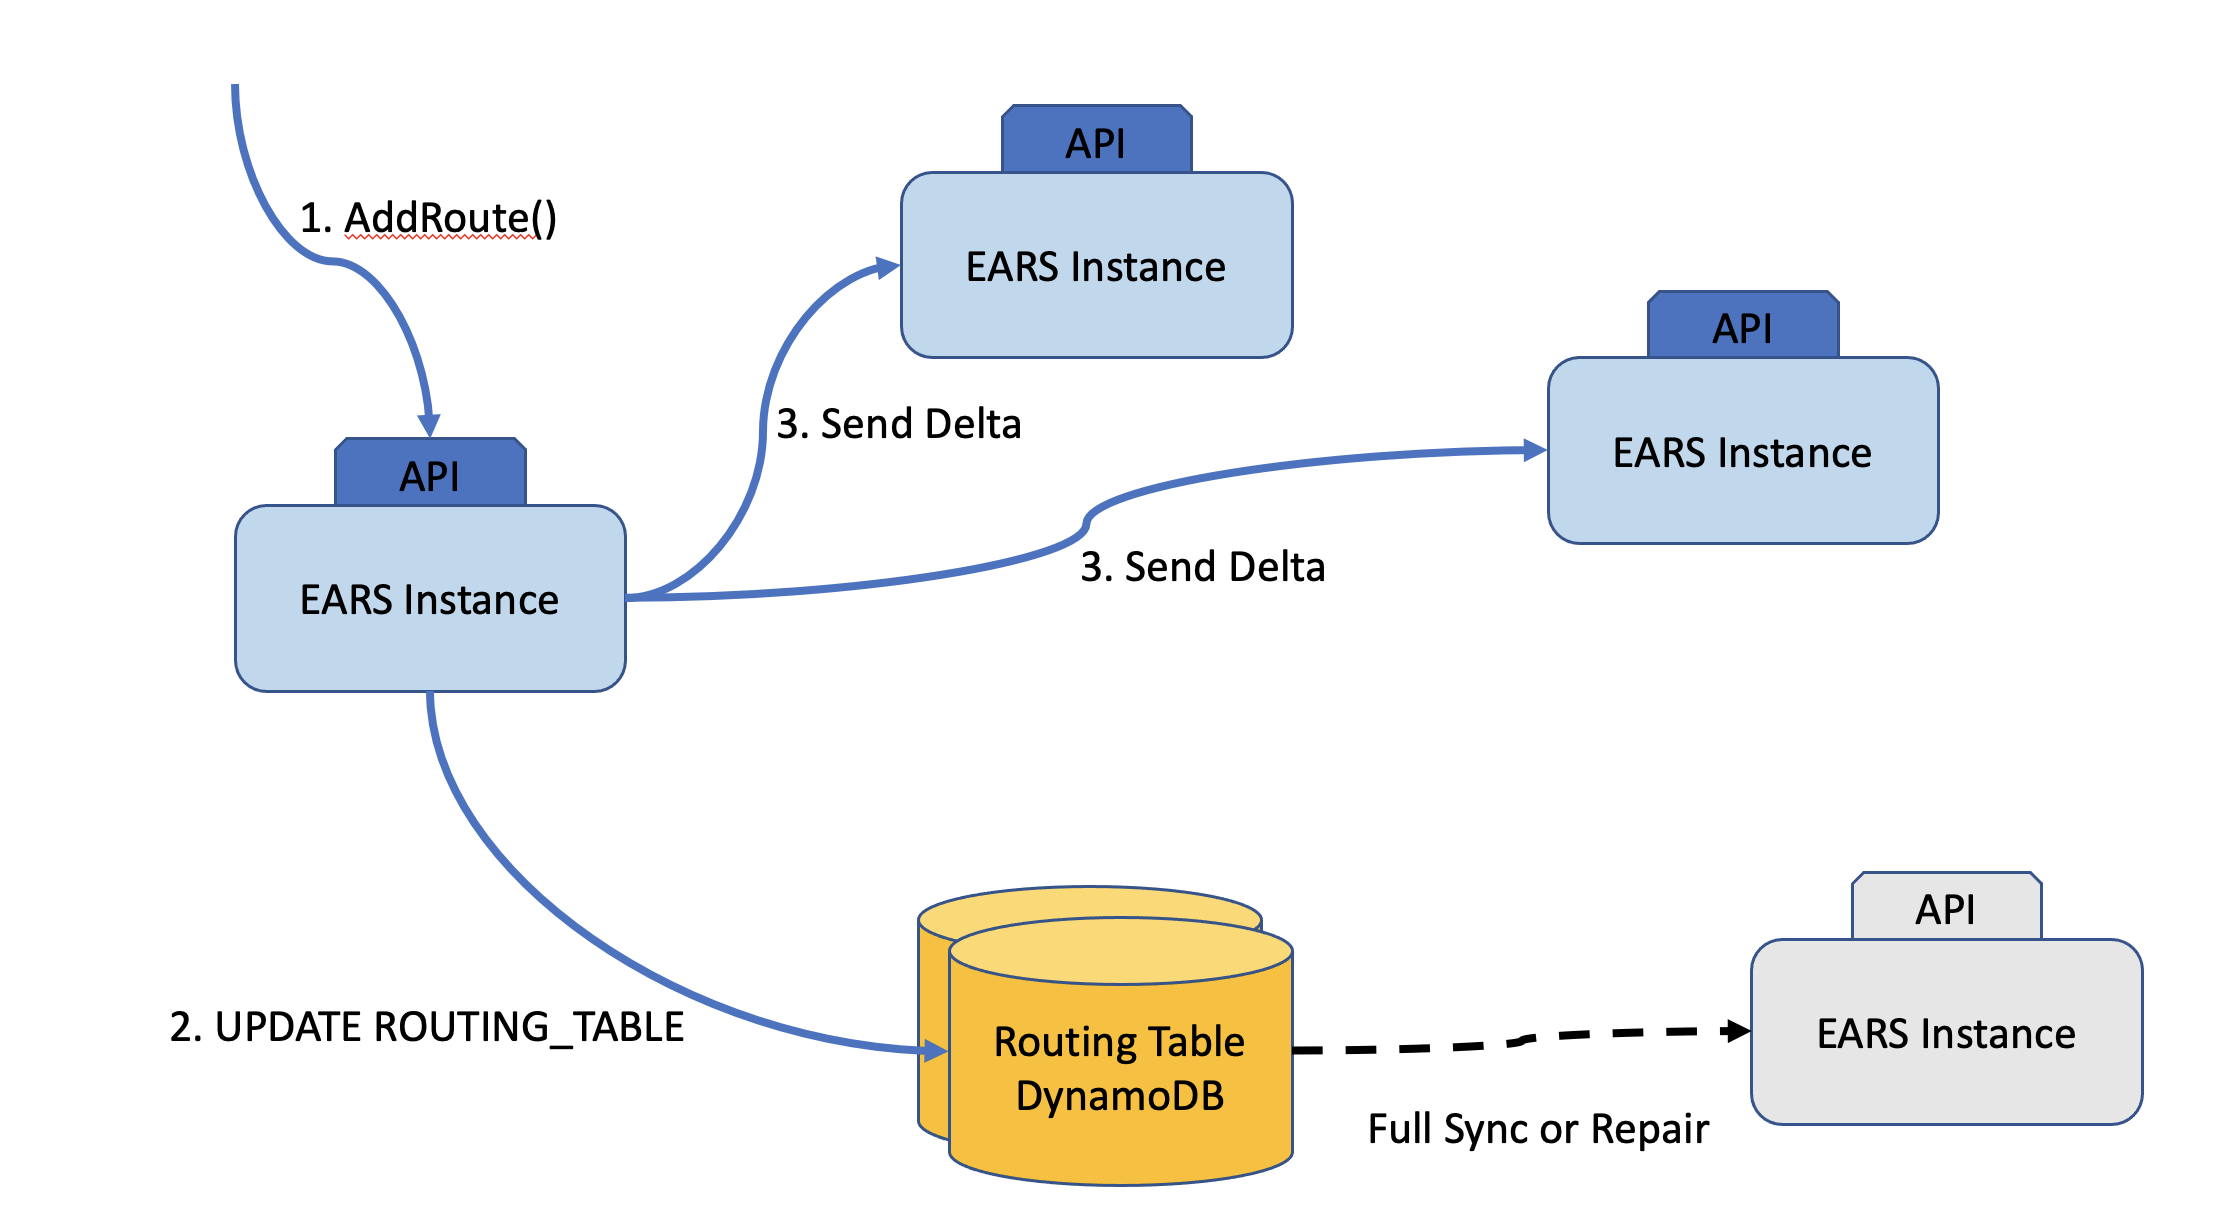 API
1. AddRoute()
EARS Instance
API
3. Send Delta
EARS Instance
API
EARS Instance
3. Send Delta
API
2. UPDATE ROUTING_TABLE
Routing Table
DynamoDB
EARS Instance
Full Sync or Repair